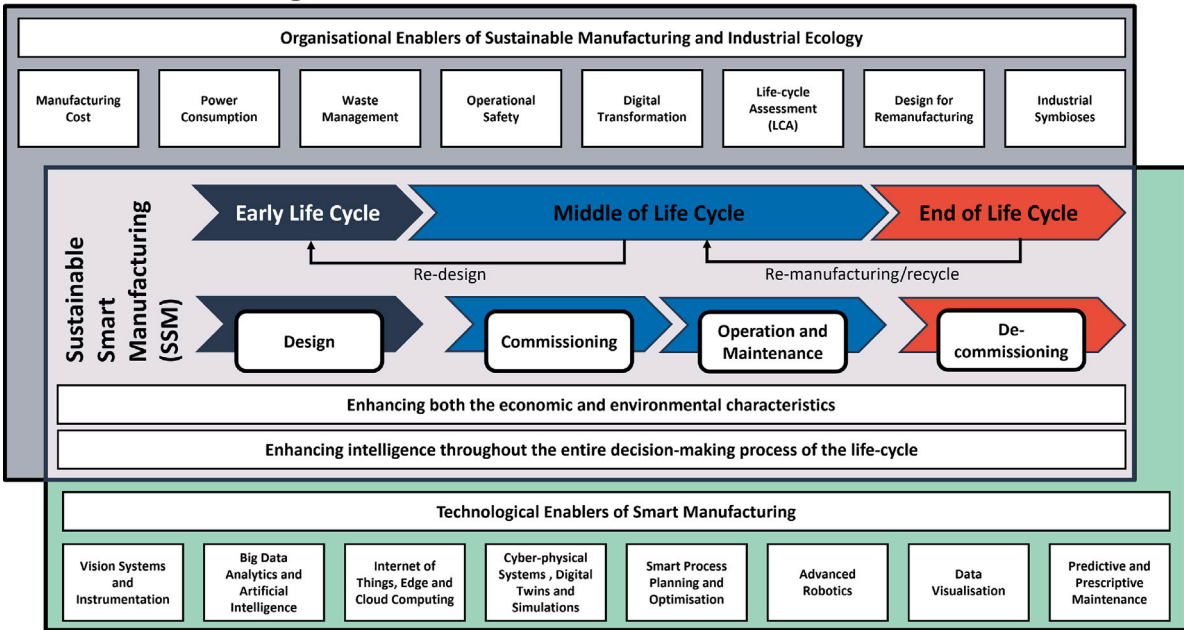 Organisational Enablers of Sustainable Manufacturing and Industrial Ecology
Manufacturing
Cost
Power
Consumption
Waste
Management
Operational
Safety
Digital
Transformation
Life-cycle
Assessment
(LCA)
Design for
Remanufacturing
Industrial
Symbioses
Sustainable
Smart
Manufacturing
(SSM)
Early Life Cycle
Middle of Life Cycle
End of Life Cycle
Re-design
Re-manufacturing/recycle
Design
Commissioning
Operation and
Maintenance
De-
commissioning
Enhancing both the economic and environmental characteristics
Enhancing intelligence throughout the entire decision-making process of the life-cycle
Technological Enablers of Smart Manufacturing
Vision Systems
and
Instrumentation
Big Data
Analytics and
Artificial
Intelligence
Internet of
Things, Edge and
Cloud Computing
Cyber-physical
Systems , Digital
Twins and
Simulations
Smart Process
Planning and
Optimisation
Advanced
Robotics
Data
Visualisation
Predictive and
Prescriptive
Maintenance